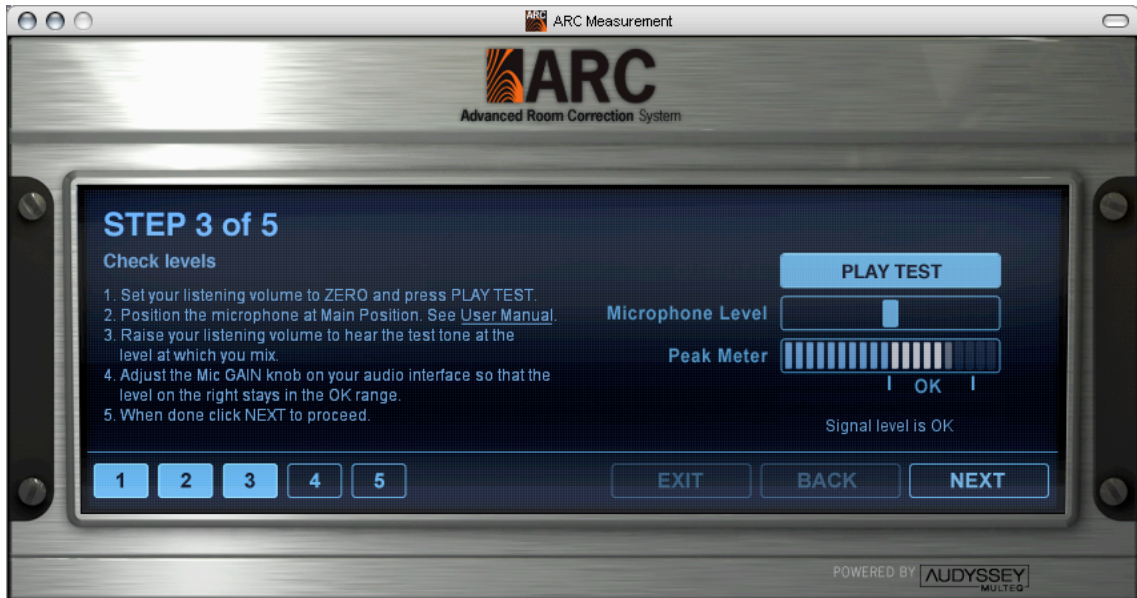 ARC Measurement
ARC
Advanced Room Correction System
STEP 3 of 5
Check levels
1. Set your listening volume to ZERO and press PLAY TEST.
2. Position the microphone at Main Position. See User Manual.
3. Raise your listening volume to hear the test tone at the
level at which you mix.
4. Adjust the Mic GAIN knob on your audio interface so that the
level on the right stays in the OK range.
5. When done click NEXT to proceed.
PLAY TEST
Microphone Level
Peak Meter
OK
Signal level is OK
1 2 3 4 5
EXIT BACK NEXT
POWERED BY AUDYSSEY
MULTEQ